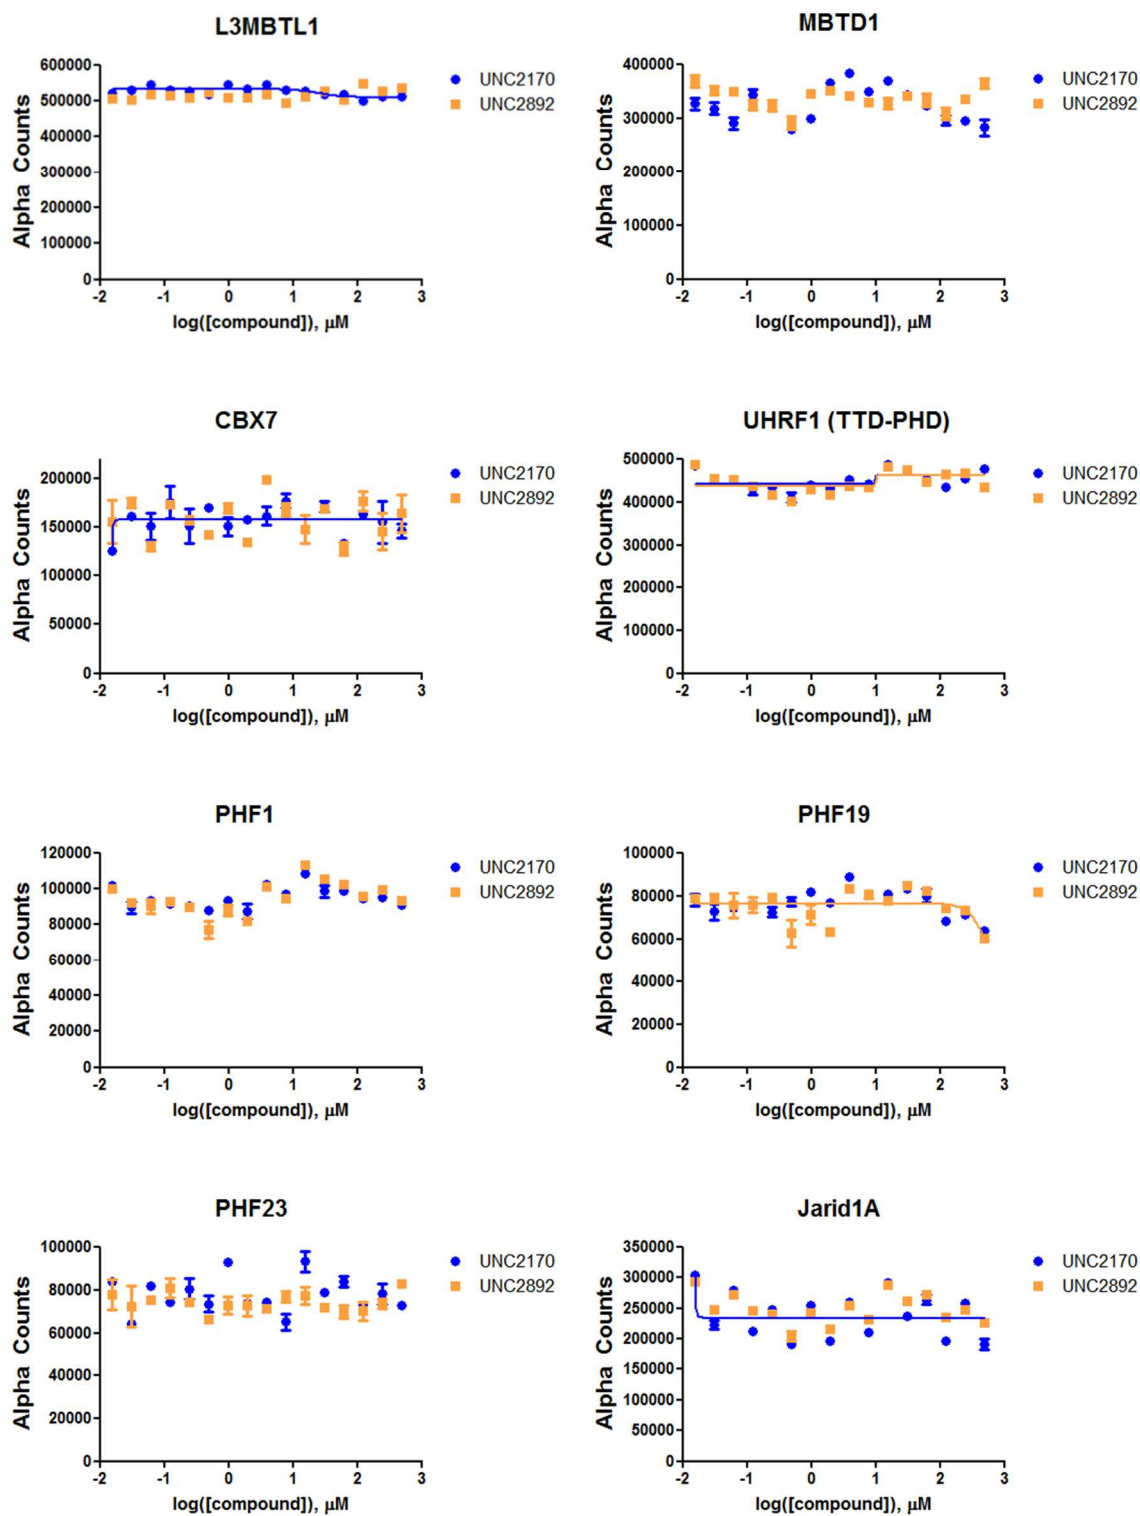 L3MBTL1
600000
500000
400000
300000
200000
100000
0
-2 -1 0 1 2 3
Alpha Counts
log([compound]), μM
UNC2170
UNC2892
MBTD1
400000
300000
200000
100000
0
-2 -1 0 1 2 3
Alpha Counts
log([compound]), μM
UNC2170
UNC2892
CBX7
200000
150000
100000
50000
0
-2 -1 0 1 2 3
Alpha Counts
log([compound]), μM
UNC2170
UNC2892
UHRF1 (TTD-PHD)
500000
400000
300000
200000
100000
0
-2 -1 0 1 2 3
Alpha Counts
log([compound]), μM
UNC2170
UNC2892
PHF1
120000
100000
80000
60000
40000
20000
0
-2 -1 0 1 2 3
Alpha Counts
log([compound]), μM
UNC2170
UNC2892
PHF19
100000
80000
60000
40000
20000
0
-2 -1 0 1 2 3
Alpha Counts
log([compound]), μM
UNC2170
UNC2892
PHF23
100000
80000
60000
40000
20000
0
-2 -1 0 1 2 3
Alpha Counts
log([compound]), μM
UNC2170
UNC2892
Jarid1A
350000
300000
250000
200000
150000
100000
50000
0
-2 -1 0 1 2 3
Alpha Counts
log([compound]), μM
UNC2170
UNC2892